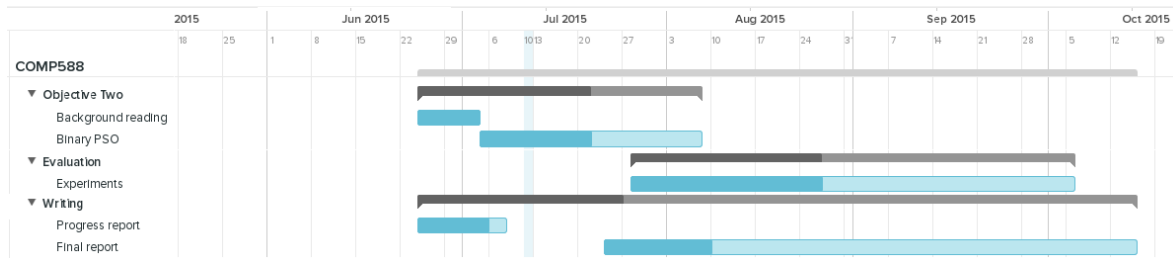 2015 Jun 2015 Jul 2015 Aug 2015 Sep 2015 Oct 2015
18 25 1 8 15 22 29 6 10 13 20 27 3 10 17 24 31 7 14 21 28 5 12 19
COMP588
▼ Objective Two
Background reading
Binary PSO
▼ Evaluation
Experiments
▼ Writing
Progress report
Final report